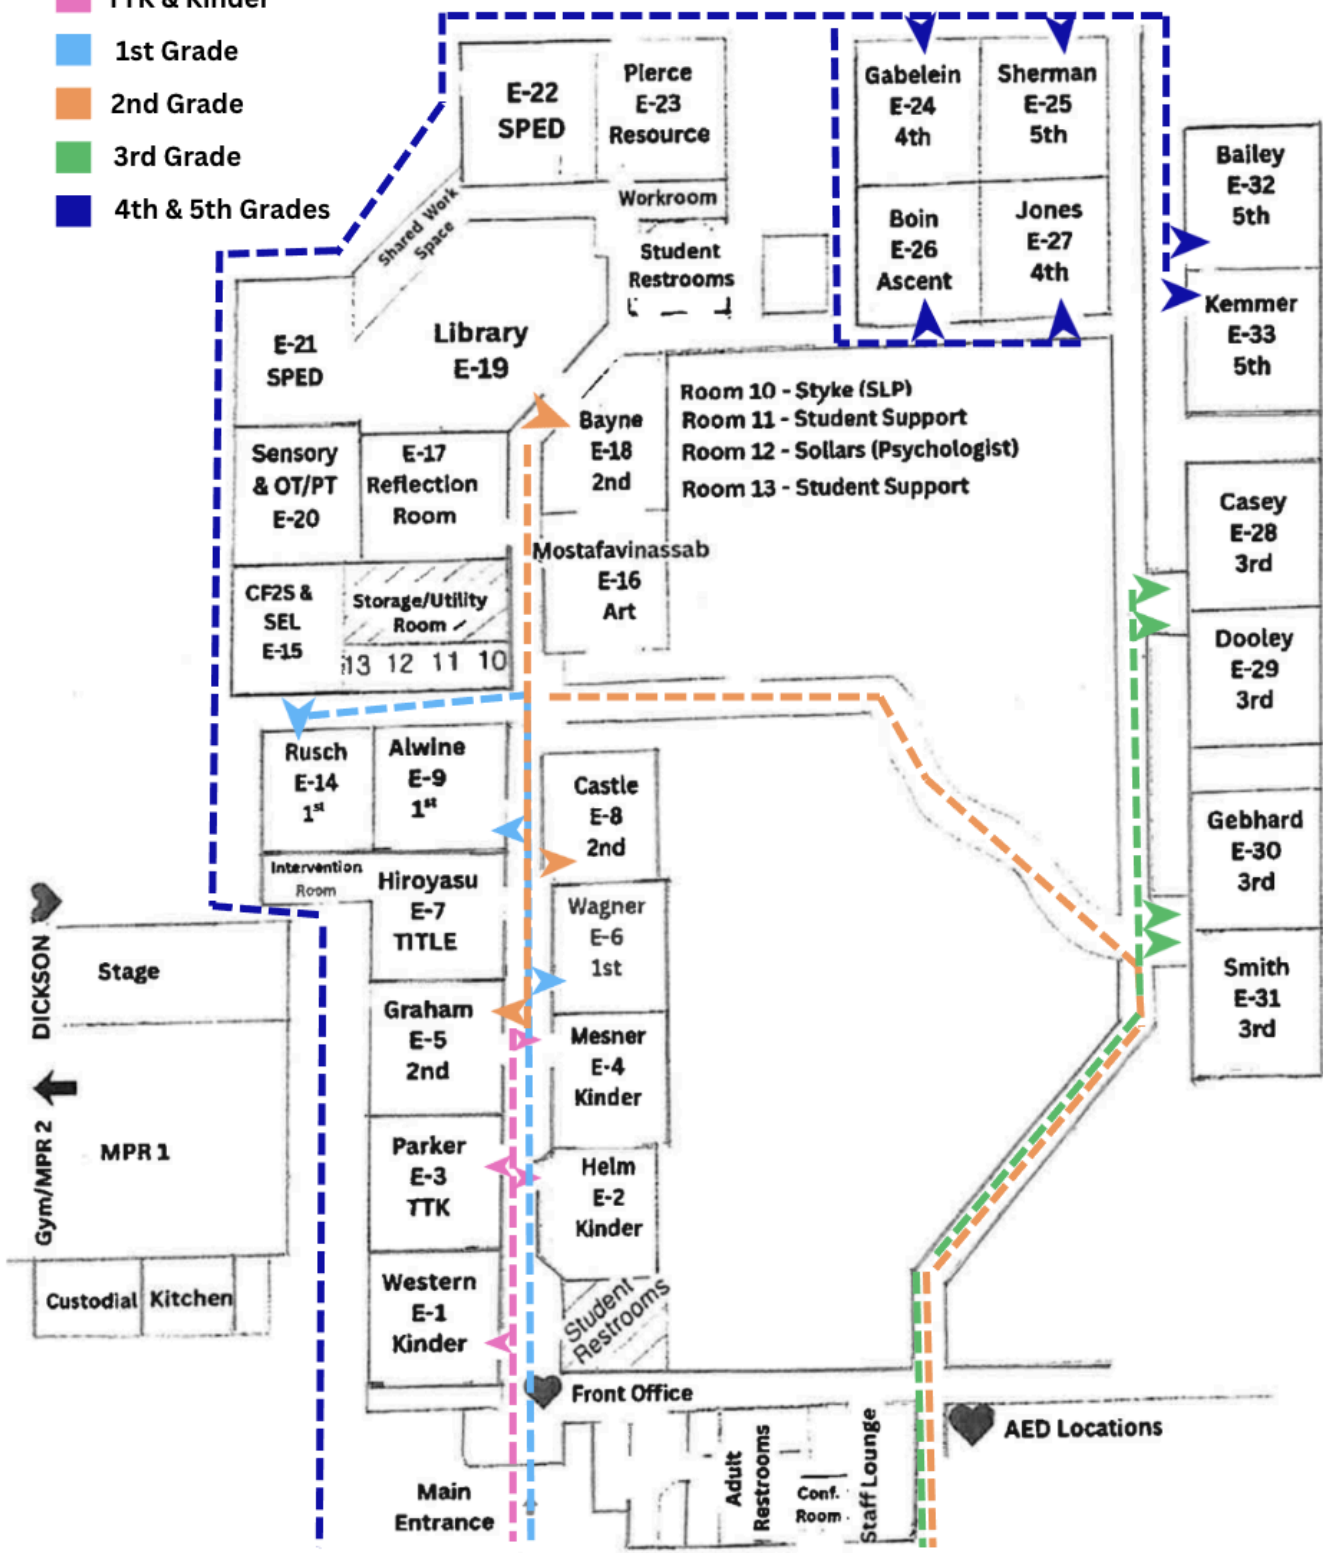 TTK & Kinder
1st Grade
2nd Grade
3rd Grade
4th & 5th Grades
E-22
SPED
Pierce
E-23
Resource
Workroom
Student
Restrooms
Shared Work
Space
Library
E-19
E-21
SPED
Gabelein
E-24
4th
Sherman
E-25
5th
Boin
E-26
Ascent
Jones
E-27
4th
Bailey
E-32
5th
Kemmer
E-33
5th
Room 10 - Styke (SLP)
Room 11 - Student Support
Room 12 - Sollars (Psychologist)
Room 13 - Student Support
Bayne
E-18
2nd
Sensory
& OT/PT
E-20
E-17
Reflection
Room
Mostafavinassab
E-16
Art
CF2S &
SEL
E-15
Storage/Utility
Room
13 12 11 10
Casey
E-28
3rd
Dooley
E-29
3rd
Gebhard
E-30
3rd
Smith
E-31
3rd
Rusch
E-14
1st
Alwine
E-9
1st
Castle
E-8
2nd
Intervention
Room
Hiroyasu
E-7
TITLE
Wagner
E-6
1st
Graham
E-5
2nd
Mesner
E-4
Kinder
Parker
E-3
TTK
Helm
E-2
Kinder
Western
E-1
Kinder
Student
Restrooms
DICKSON
Stage
Gym/MPR 2
MPR 1
Custodial
Kitchen
Front Office
AED Locations
Main
Entrance
Adult
Restrooms
Conf.
Room
Staff Lounge